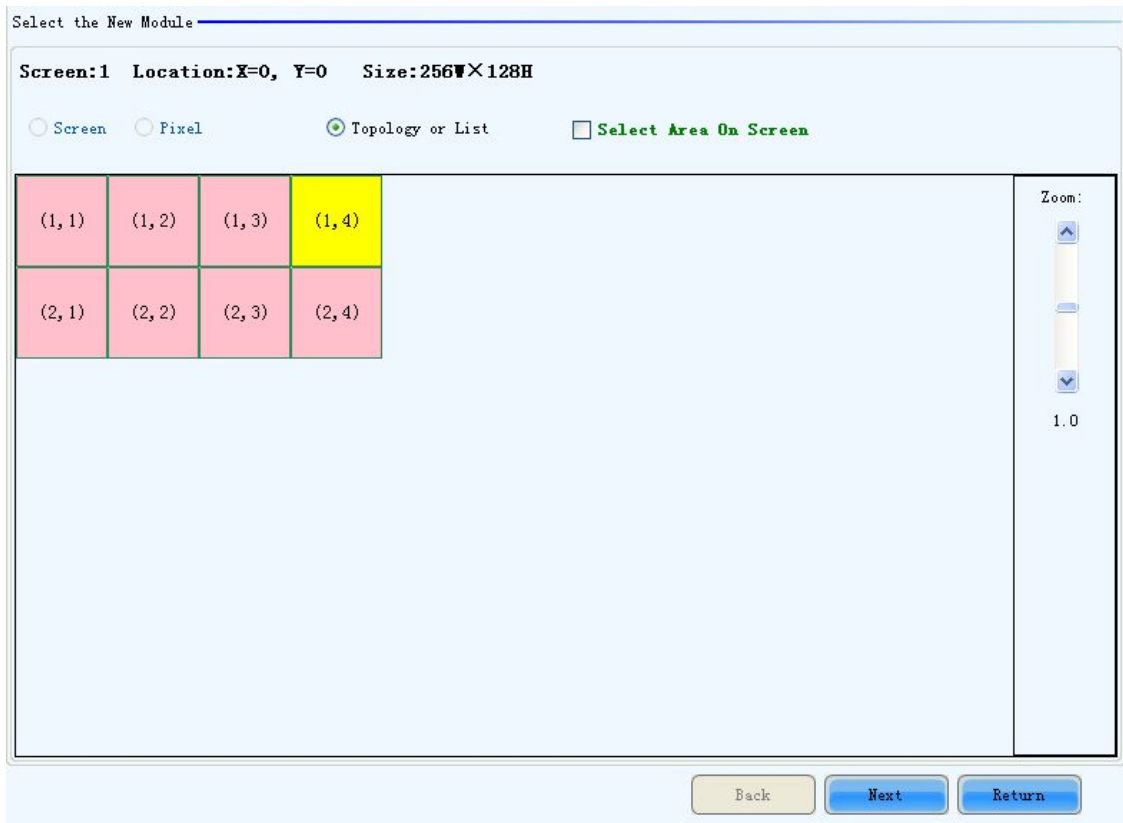 Select the New Module
Screen:1 Location:X=0, Y=0 Size:256W×128H
Screen Pixel Topology or List Select Area On Screen
(1,1) (1,2) (1,3) (1,4)
Zoom:
(2,1) (2,2) (2,3) (2,4)
1.0
Back Next Return